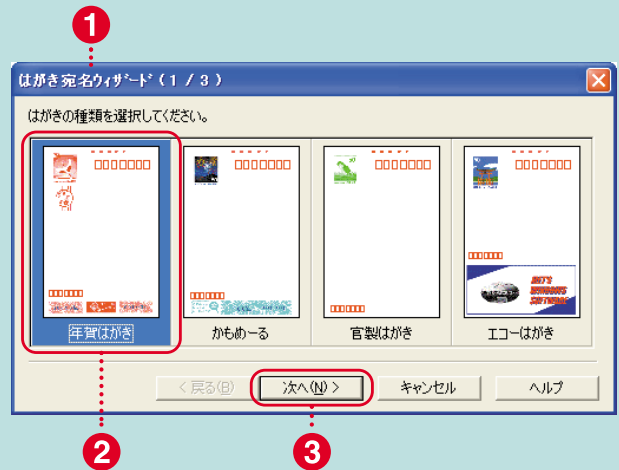 1
はがき宛名ウィザード(1 / 3)
はがきの種類を選択してください。
年賀はがき
かもめ〜る
官製はがき
エコーはがき
< 戻る(B)
次へ(N) >
キャンセル
ヘルプ
2
3